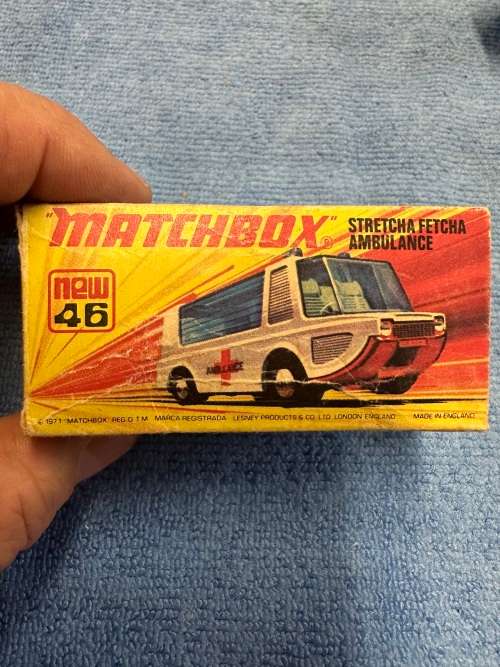 "MATCHBOX"®
STRETCHA FETCHA
AMBULANCE
new
46
AMBULANCE
© 1971 "MATCHBOX" REG'D T M MARCA REGISTRADA LESNEY PRODUCTS & CO. LTD. LONDON ENGLAND MADE IN ENGLAND